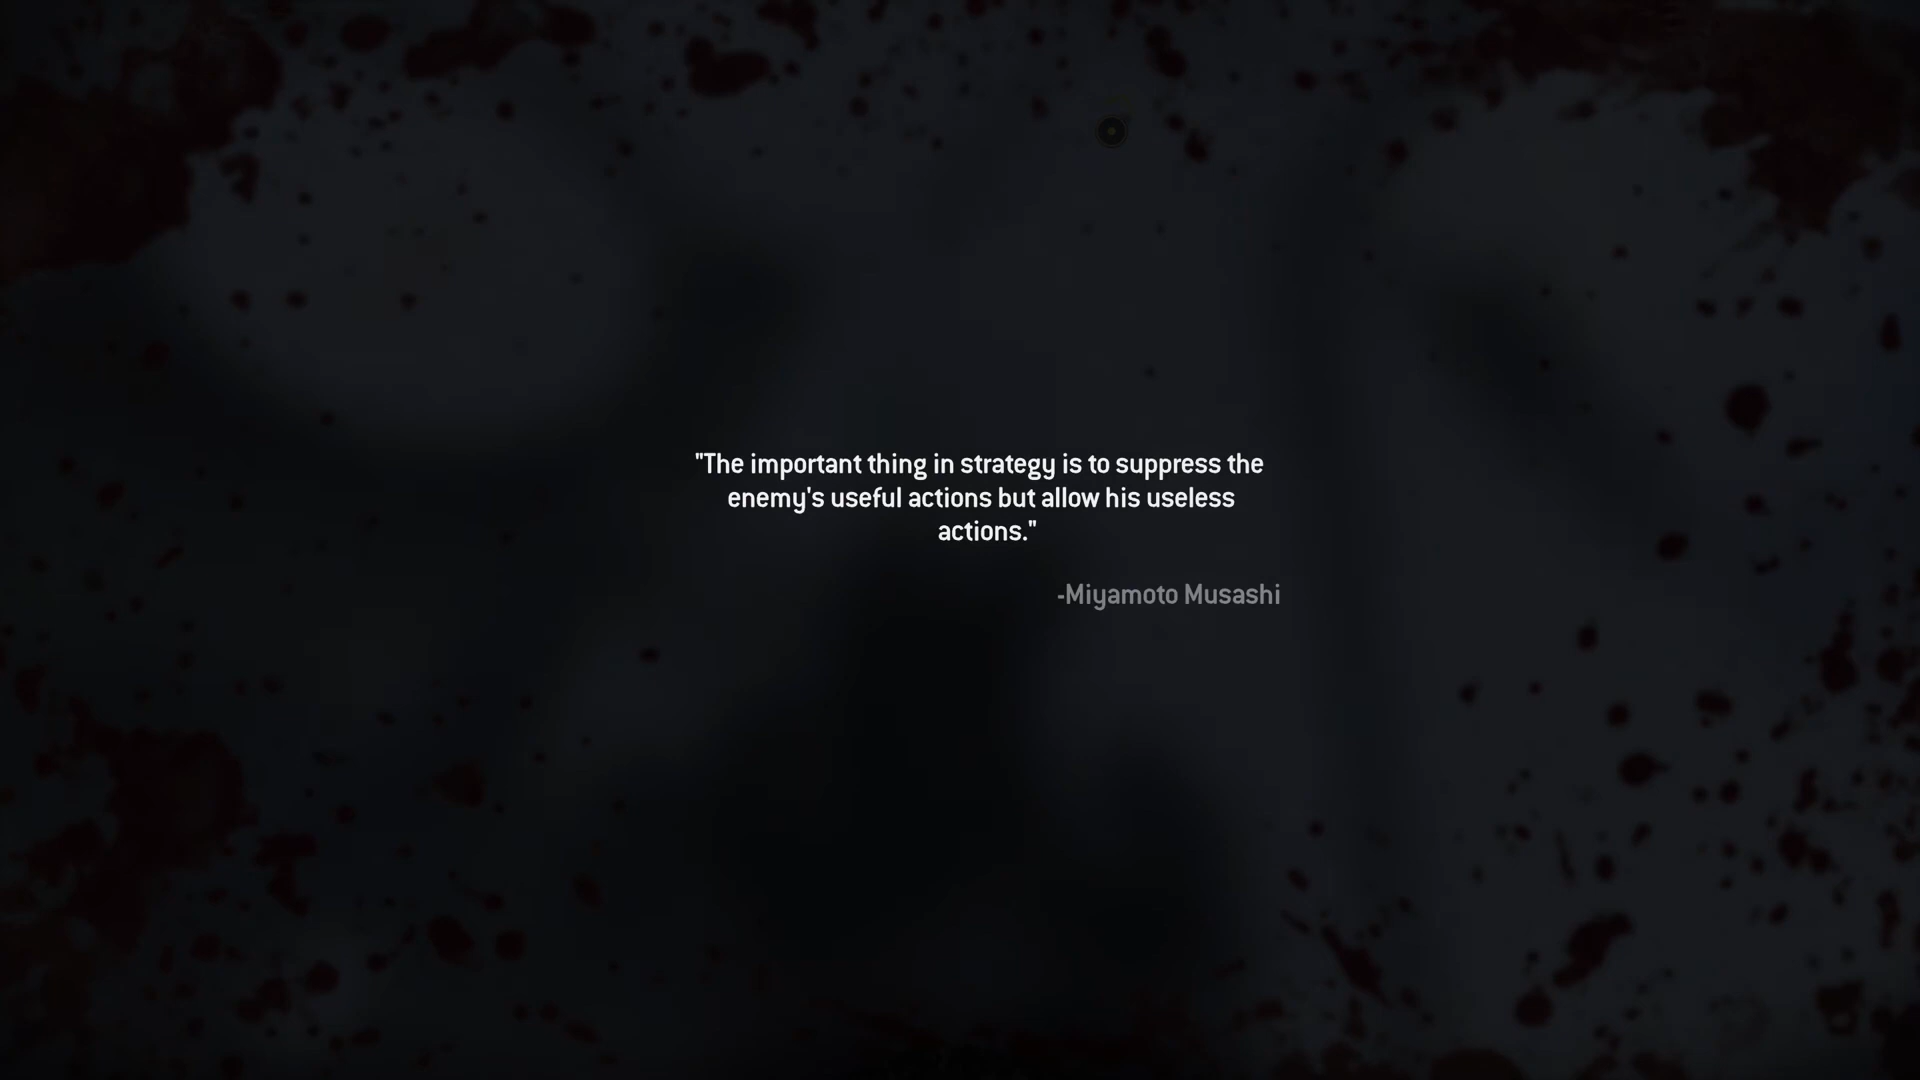 "The important thing in strategy is to suppress the
enemy's useful actions but allow his useless
actions."
-Miyamoto Musashi